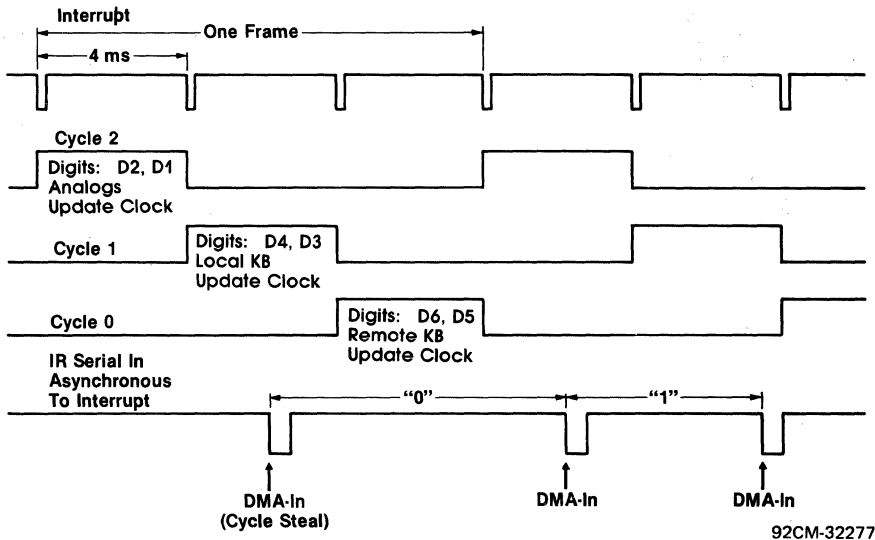 Interrupt
One Frame
4 ms
Cycle 2
Digits: D2, D1
Analogs
Update Clock
Cycle 1
Digits: D4, D3
Local KB
Update Clock
Cycle 0
Digits: D6, D5
Remote KB
Update Clock
IR Serial In
Asynchronous
To Interrupt
“0”
“1”
DMA-In
(Cycle Steal)
DMA-In
DMA-In
92CM-32277